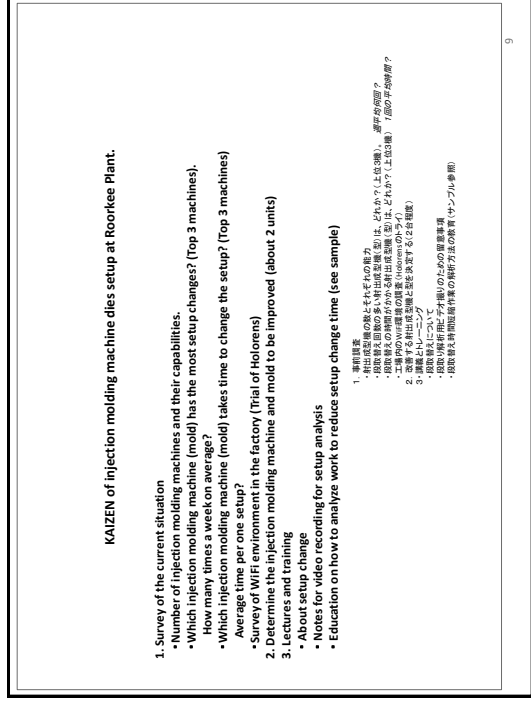 KAIZEN of injection molding machine dies setup at Roorkee Plant.
1. Survey of the current situation
▪Number of injection molding machines and their capabilities.
▪Which injection molding machine (mold) has the most setup changes? (Top 3 machines).
How many times a week on average?
▪Which injection molding machine (mold) takes time to change the setup? (Top 3 machines)
Average time per one setup?
▪Survey of WiFi environment in the factory (Trial of Holorens)
2. Determine the injection molding machine and mold to be improved (about 2 units)
3. Lectures and training
▪ About setup change
▪ Notes for video recording for setup analysis
▪ Education on how to analyze work to reduce setup change time (see sample)
1. 事前調査
・射出成型機の数とそれぞれの能力
・段取替え回数の多い射出成型機(型)は、どれか?(上位3機)。 週平均何回?
・段取替えの時間がかかる射出成型機(型)は、どれか?(上位3機) 1回の平均時間?
・工場内のWiFi環境の調査(Holorensのトライ)
2. 改善する射出成型機と型を決定する(2台程度)
3・講義とトレーニング
・段取替えについて
・段取り解析用ビデオ撮りのための留意事項
・段取替え時間短縮作業の解析方法の教育(サンプル参照)
9